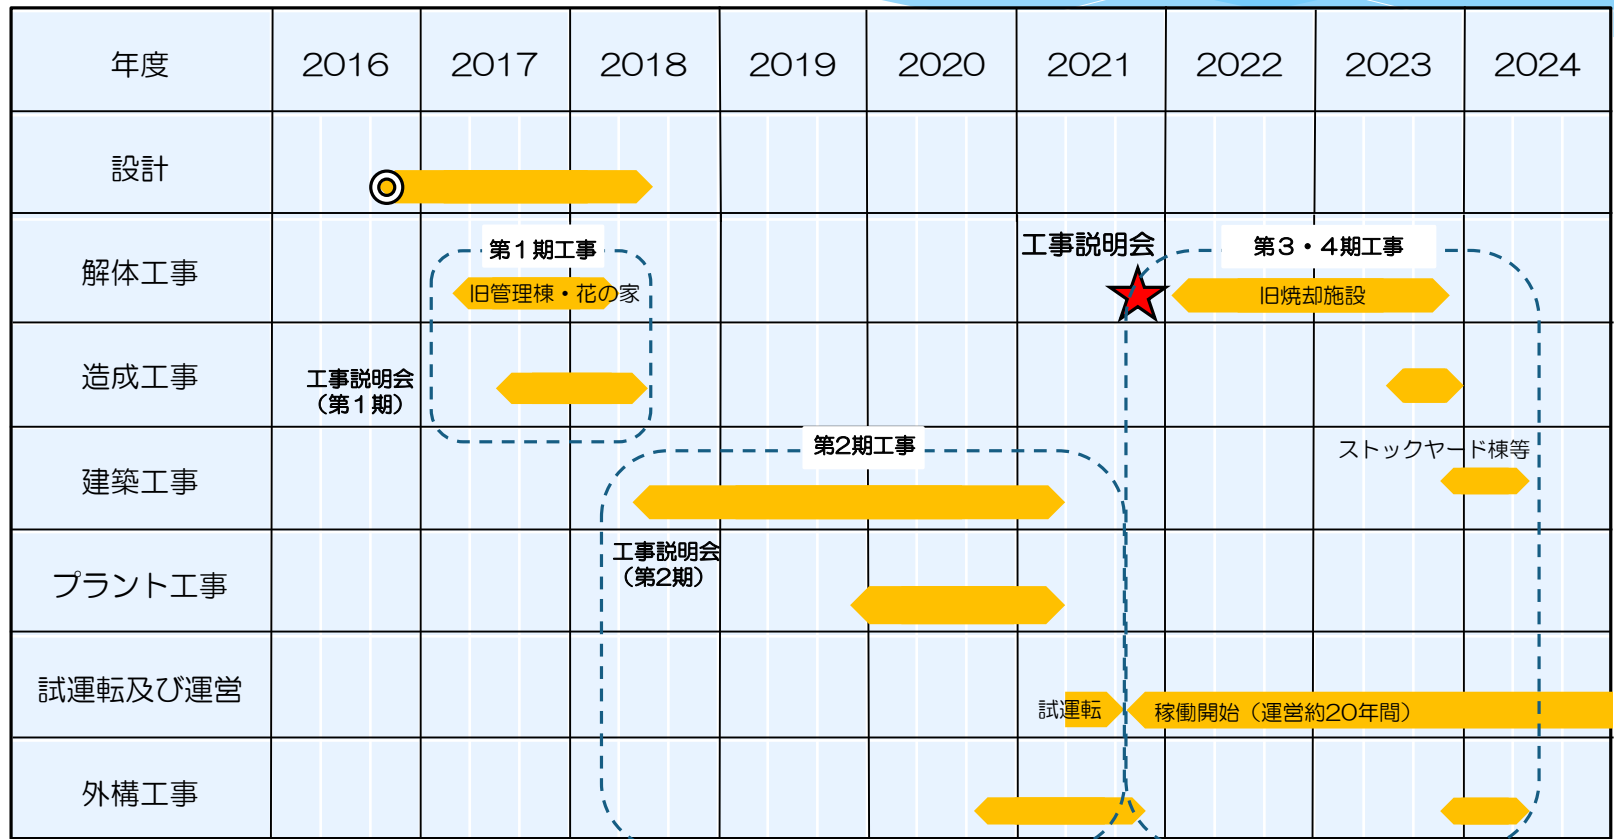 年度 2016 2017 2018 2019 2020 2021 2022 2023 2024
設計
解体工事
第1期工事
旧管理棟・花の家
工事説明会
第3・4期工事
旧焼却施設
造成工事
工事説明会
（第1期）
建築工事
第2期工事
ストックヤード棟等
プラント工事
工事説明会
（第2期）
試運転及び運営
試運転
稼働開始（運営約20年間）
外構工事